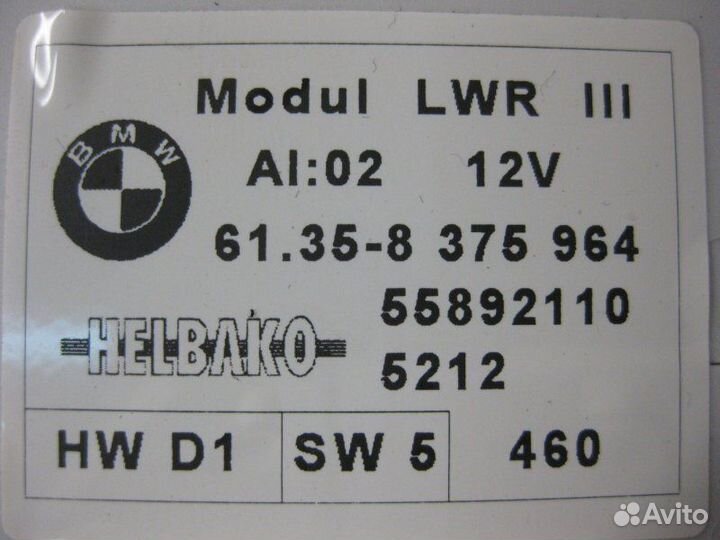 Modul LWR III
BMW
AI:02 12V
61.35-8 375 964
HELBAKO
55892110
5212
HW D1 SW 5 460
Avito